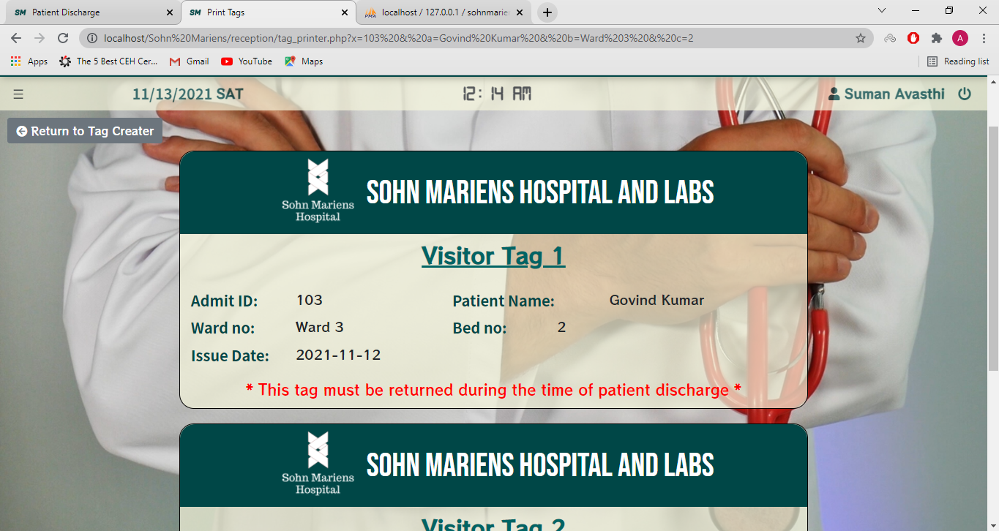 SM Patient Discharge SM Print Tags PMA localhost / 127.0.0.1 / sohnmarie
localhost/Sohn%20Mariens/reception/tag_printer.php?x=103%20&%20a=Govind%20Kumar%20&%20b=Ward%203%20&%20c=2 A
Apps The 5 Best CEH Cer... Gmail YouTube Maps Reading list
11/13/2021 SAT 12:14 AM Suman Avasthi
Return to Tag Creater
Sohn Mariens
Hospital
SOHN MARIENS HOSPITAL AND LABS
Visitor Tag 1
Admit ID: 103 Patient Name: Govind Kumar
Ward no: Ward 3 Bed no: 2
Issue Date: 2021-11-12
* This tag must be returned during the time of patient discharge *
Sohn Mariens
Hospital
SOHN MARIENS HOSPITAL AND LABS
Visitor Tag 2